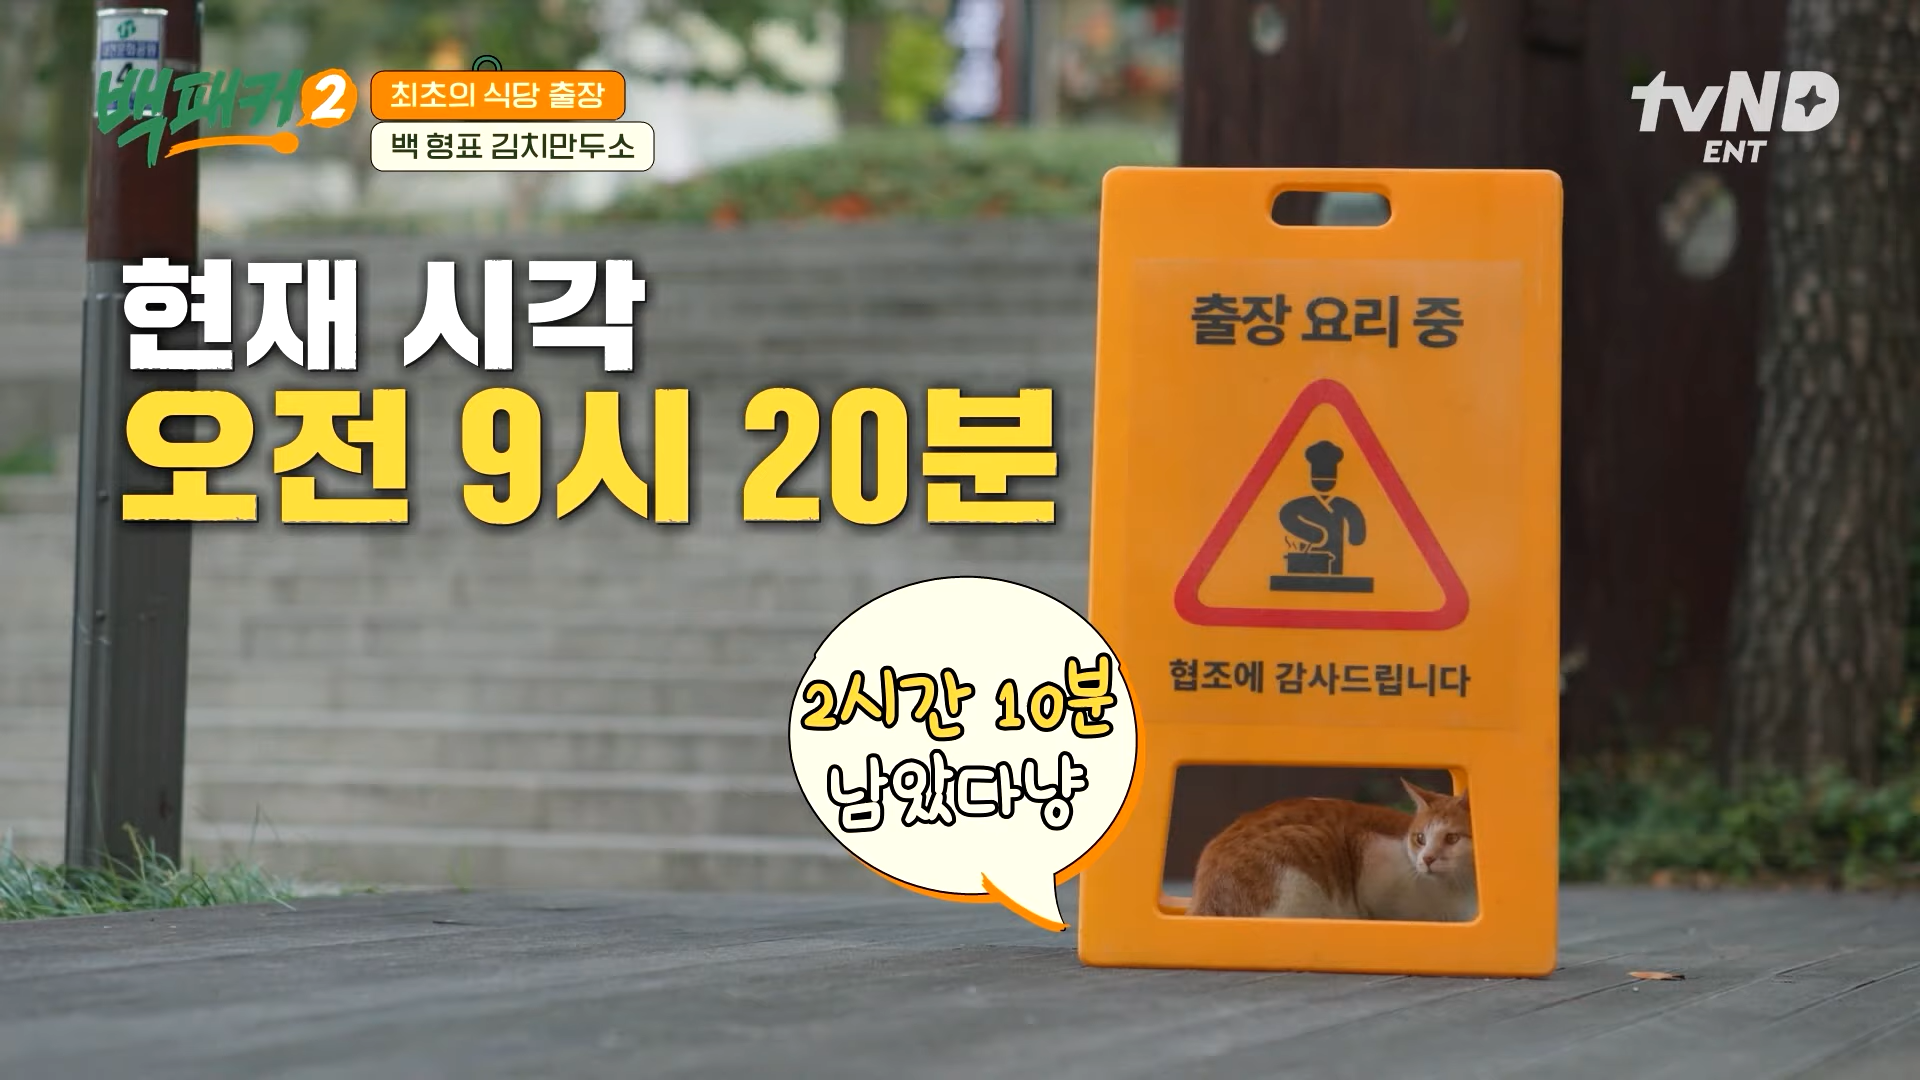 백패커2
최초의 식당 출장
백 형표 김치만두소
tvND
ENT
현재 시각
오전 9시 20분
출장 요리 중
협조에 감사드립니다
2시간 10분
남았다냥